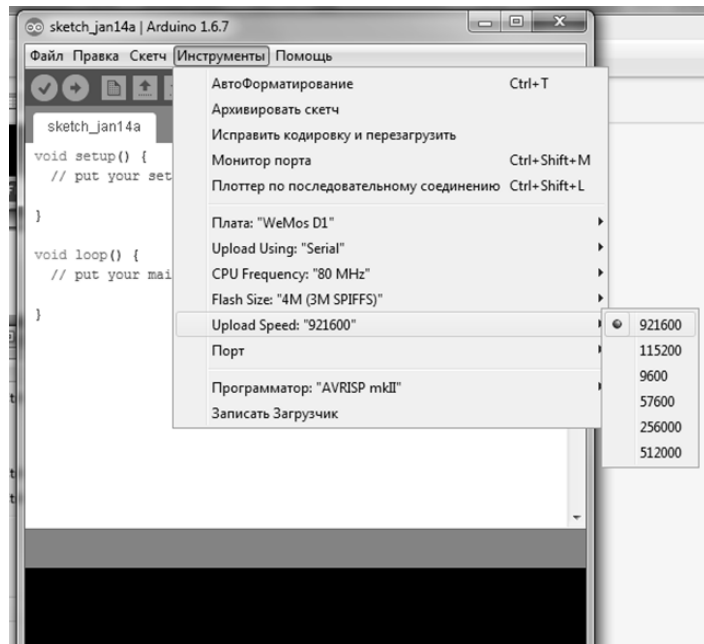 sketch_jan14a | Arduino 1.6.7
Файл Правка Скетч Инструменты Помощь
sketch_jan14a
void setup() {
// put your set
}
void loop() {
// put your mai
}
АвтоФорматирование Ctrl+T
Архивировать скетч
Исправить кодировку и перезагрузить
Монитор порта Ctrl+Shift+M
Плоттер по последовательному соединению Ctrl+Shift+L
Плата: "WeMos D1"
Upload Using: "Serial"
CPU Frequency: "80 MHz"
Flash Size: "4M (3M SPIFFS)"
Upload Speed: "921600"
Порт
Программатор: "AVRISP mkII"
Записать Загрузчик
921600
115200
9600
57600
256000
512000